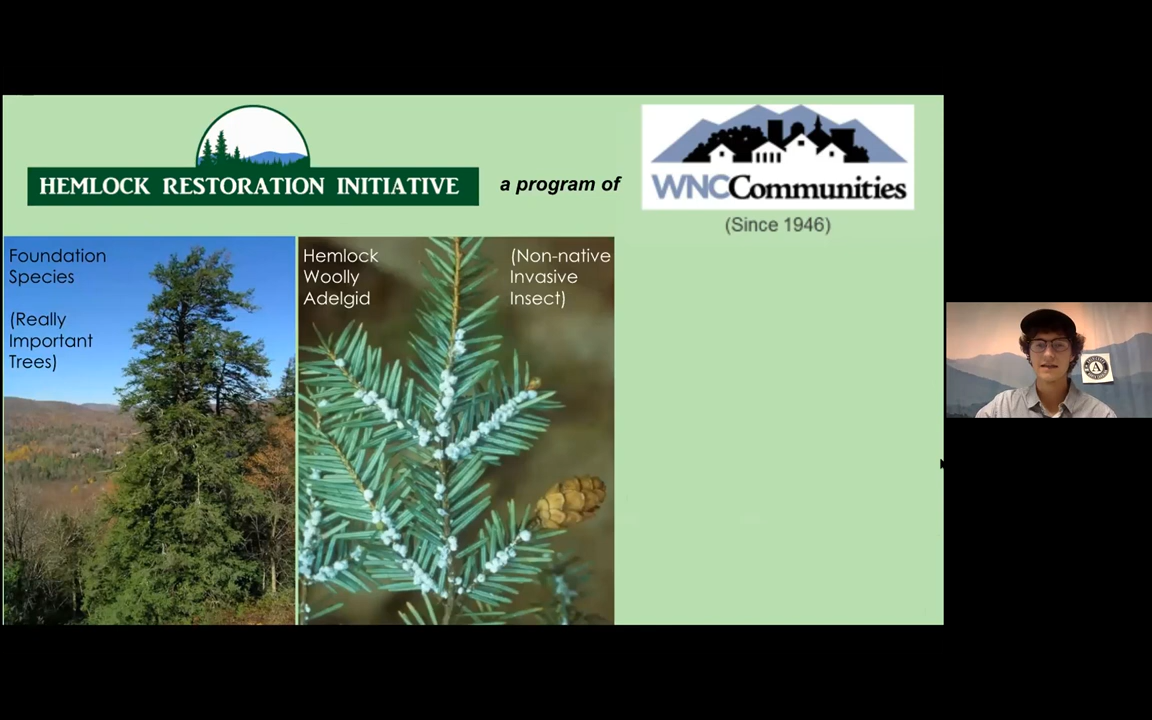 HEMLOCK RESTORATION INITIATIVE
a program of
WNCCommunities
(Since 1946)
Foundation
Species
(Really
Important
Trees)
Hemlock
Woolly
Adelgid
(Non-native
Invasive
Insect)
A